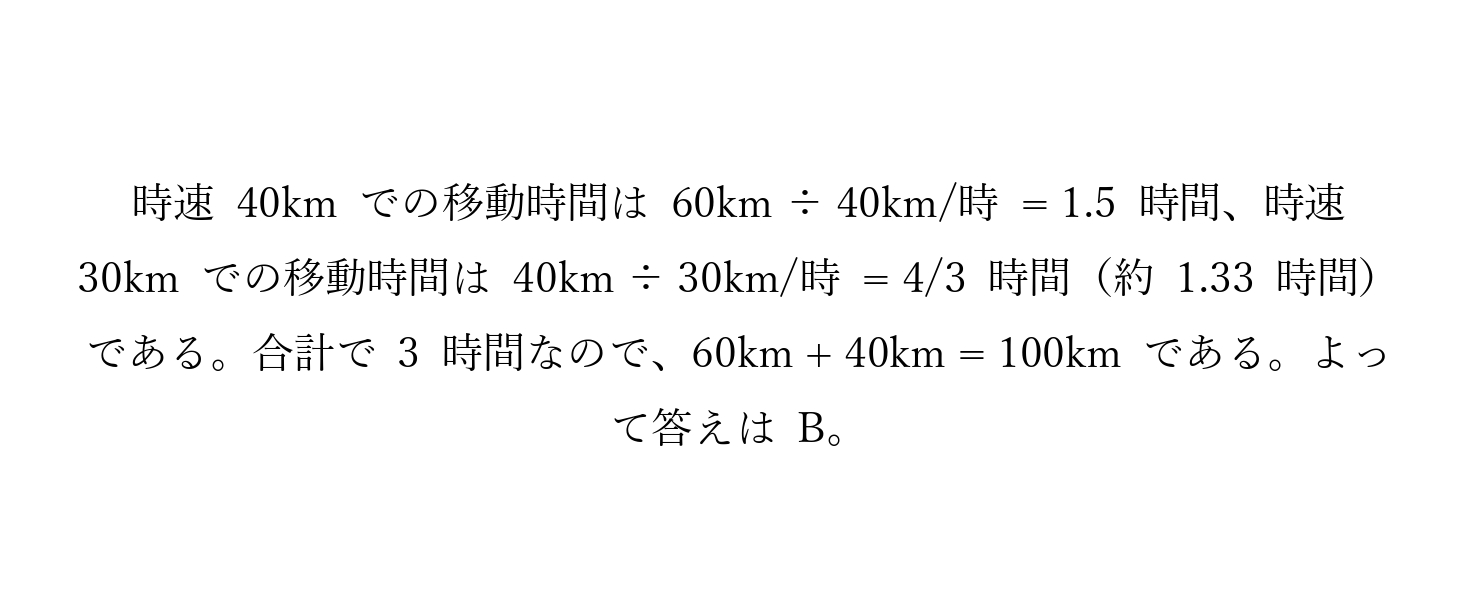 時速 40km での移動時間は 60km ÷ 40km/時 = 1.5 時間、時速
30km での移動時間は 40km ÷ 30km/時 = 4/3 時間（約 1.33 時間）
である。合計で 3 時間なので、60km + 40km = 100km である。よっ
て答えは B。